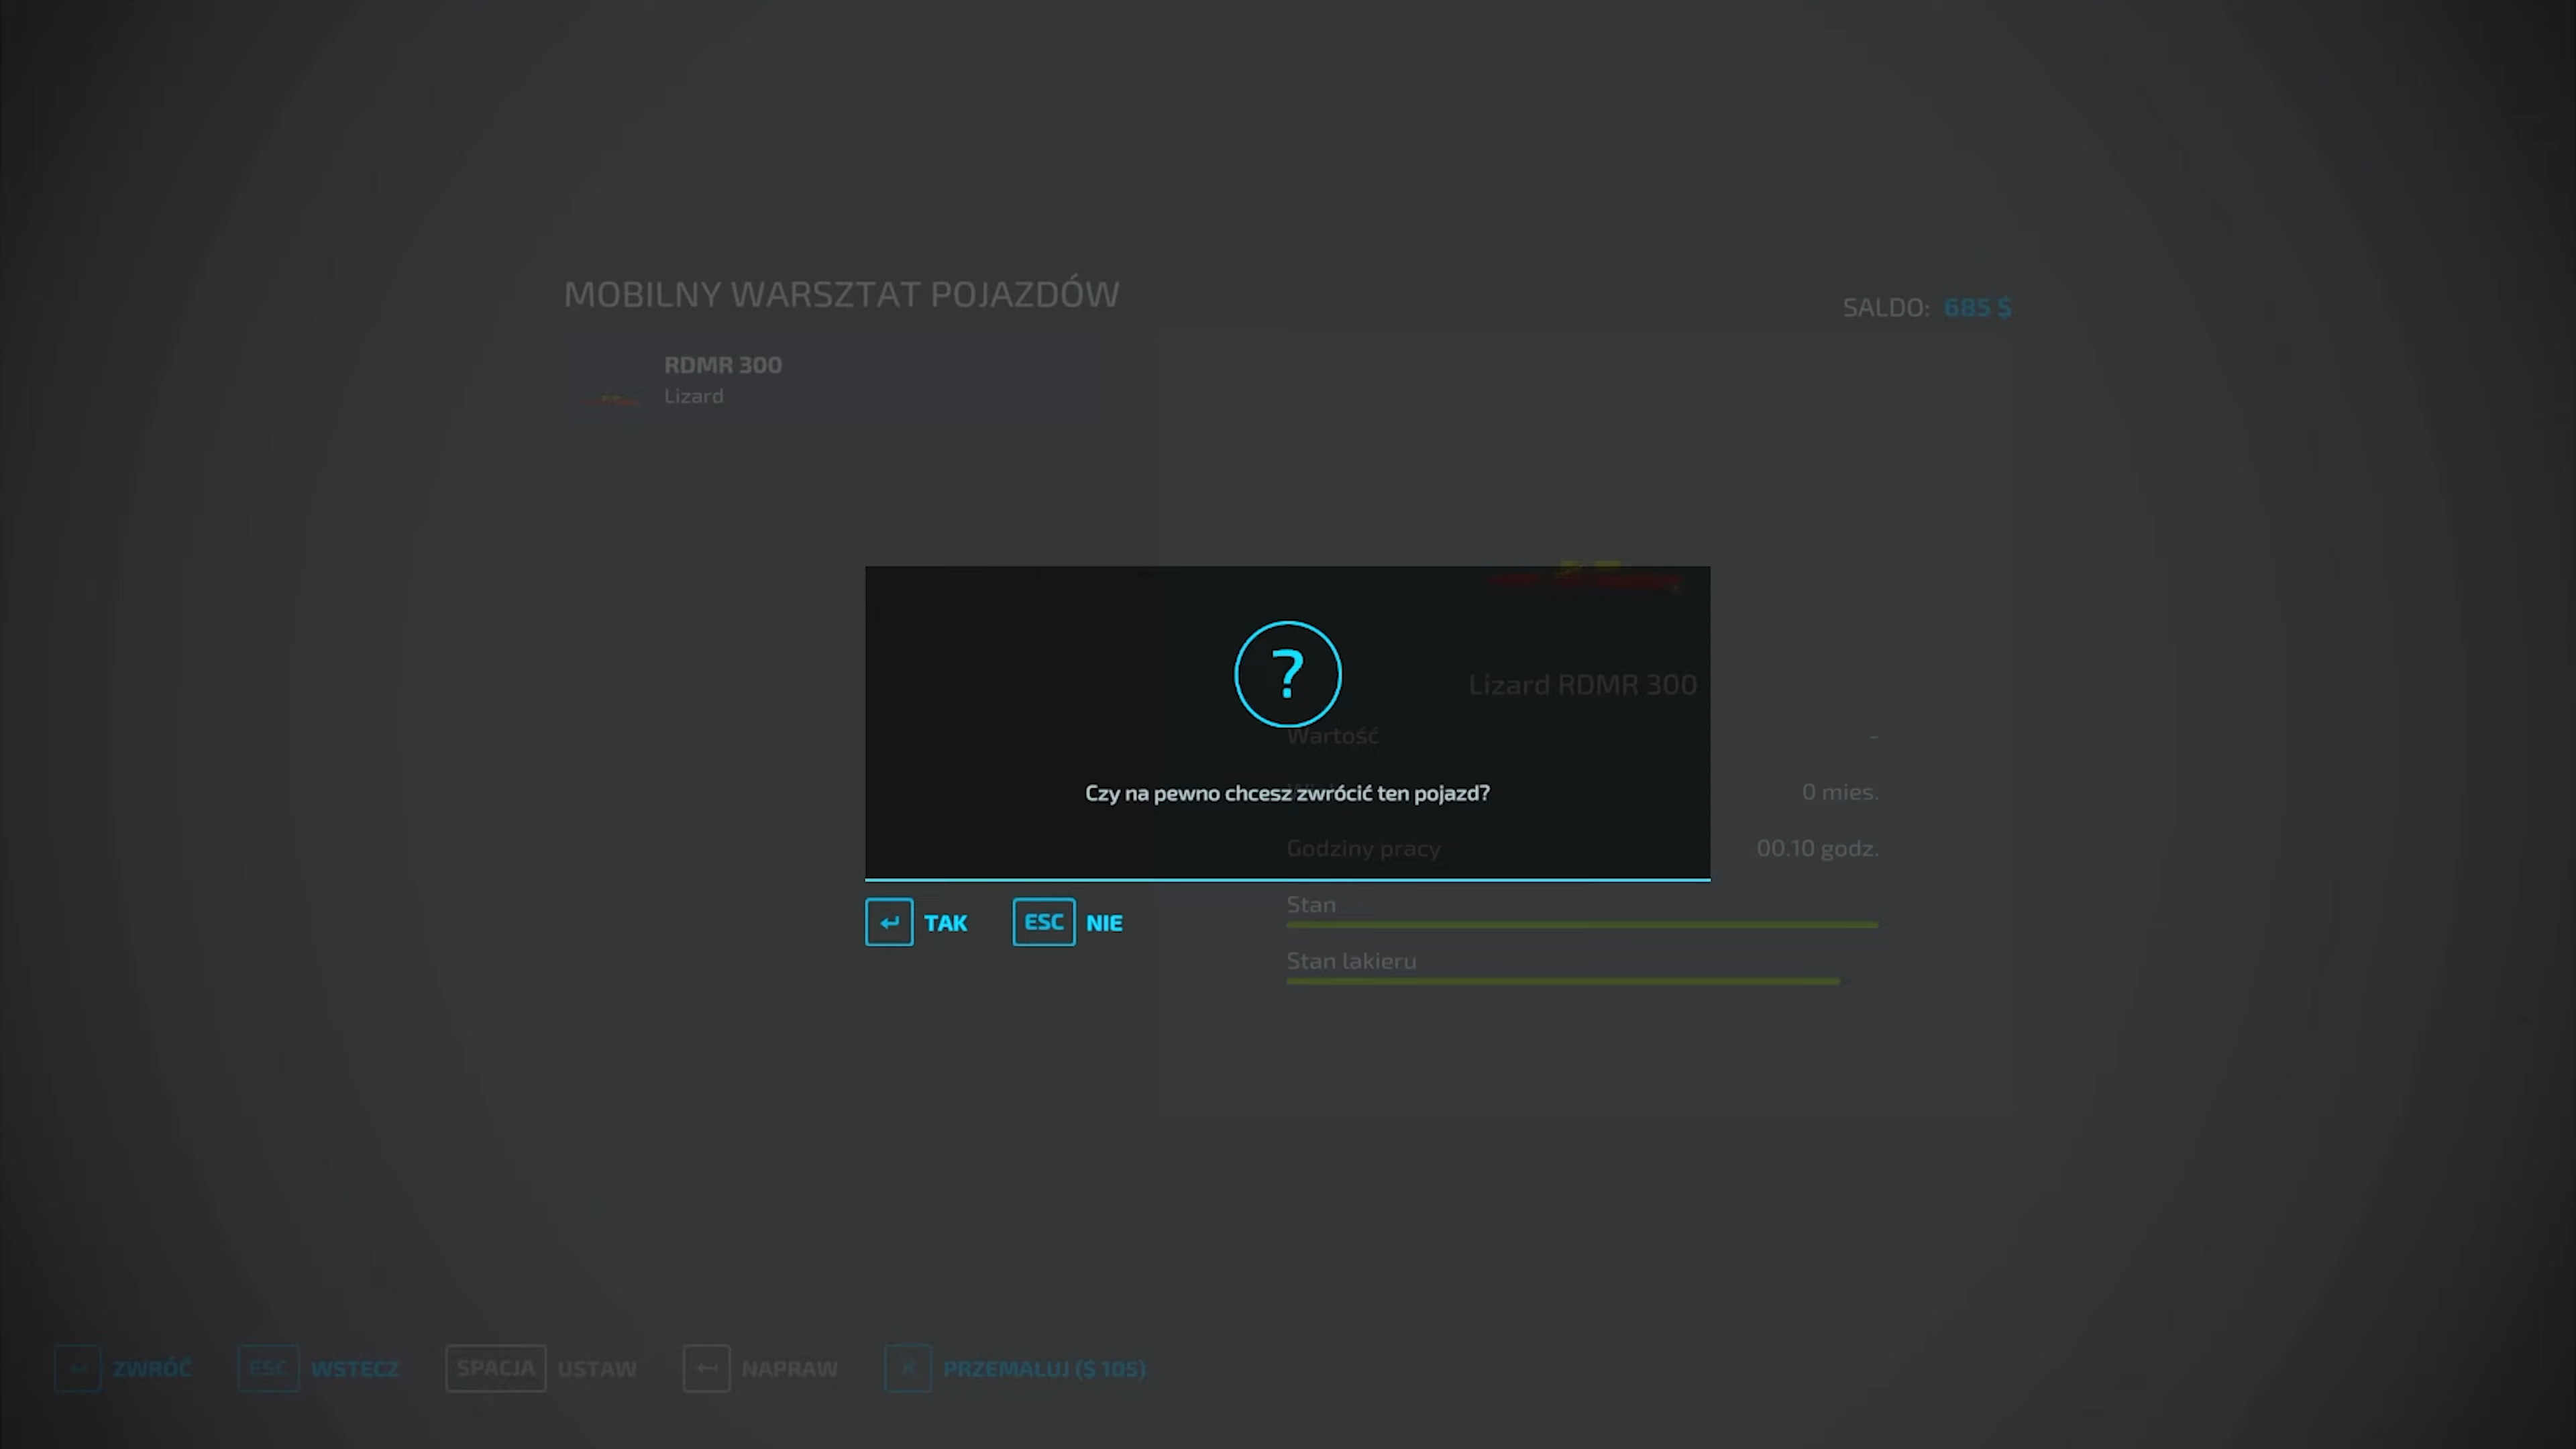 MOBILNY WARSZTAT POJAZDÓW
SALDO: 685 $
RDMR 300
Lizard
?
Lizard RDMR 300
Wartość -
Czy na pewno chcesz zwrócić ten pojazd?
0 mies.
Godziny pracy 00.10 godz.
TAK
ESC NIE
Stan
Stan lakieru
ZWRÓĆ
ESC WSTECZ
SPACJA USTAW
NAPRAW
X PRZEMALUJ ($ 105)